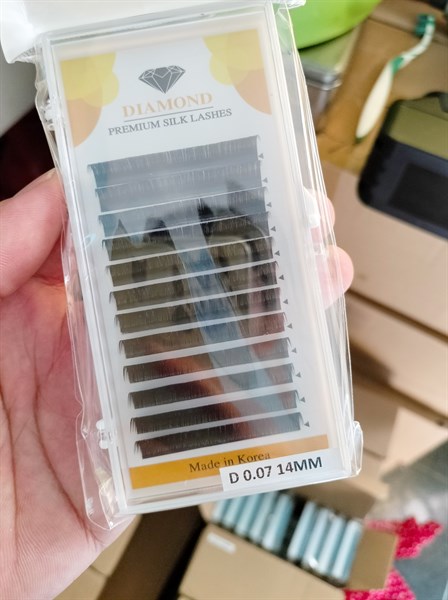 DIAMOND
PREMIUM SILK LASHES
Made in Korea
D 0.07 14MM